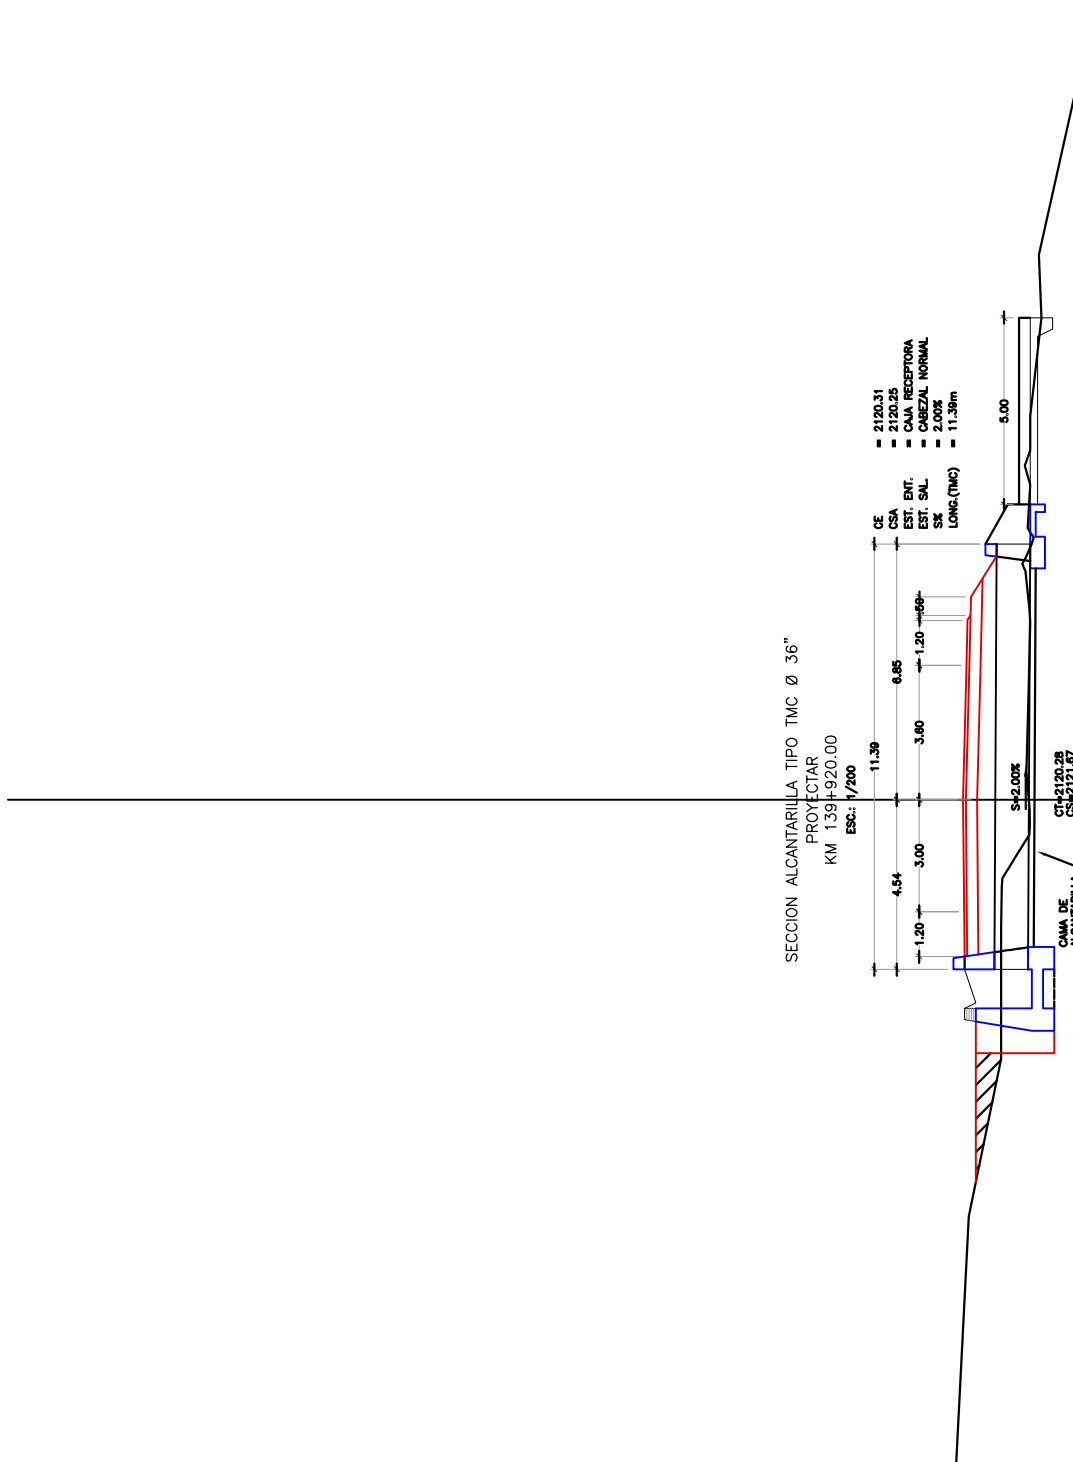 SECCION ALCANTARILLA TIPO TMC Ø 36"
PROYECTAR
KM 139+920.00
ESC.: 1/200
CE = 2120.31
CSA = 2120.25
EST. ENT. = CAJA RECEPTORA
EST. SAL. = CABEZAL NORMAL
S% = 2.00%
LONG.(TMC) = 11.39m
11.39
4.54
6.85
1.20
3.00
3.60
1.20
.50
5.00
S=2.00%
CT=2120.28
CS=2121.67
CAMA DE